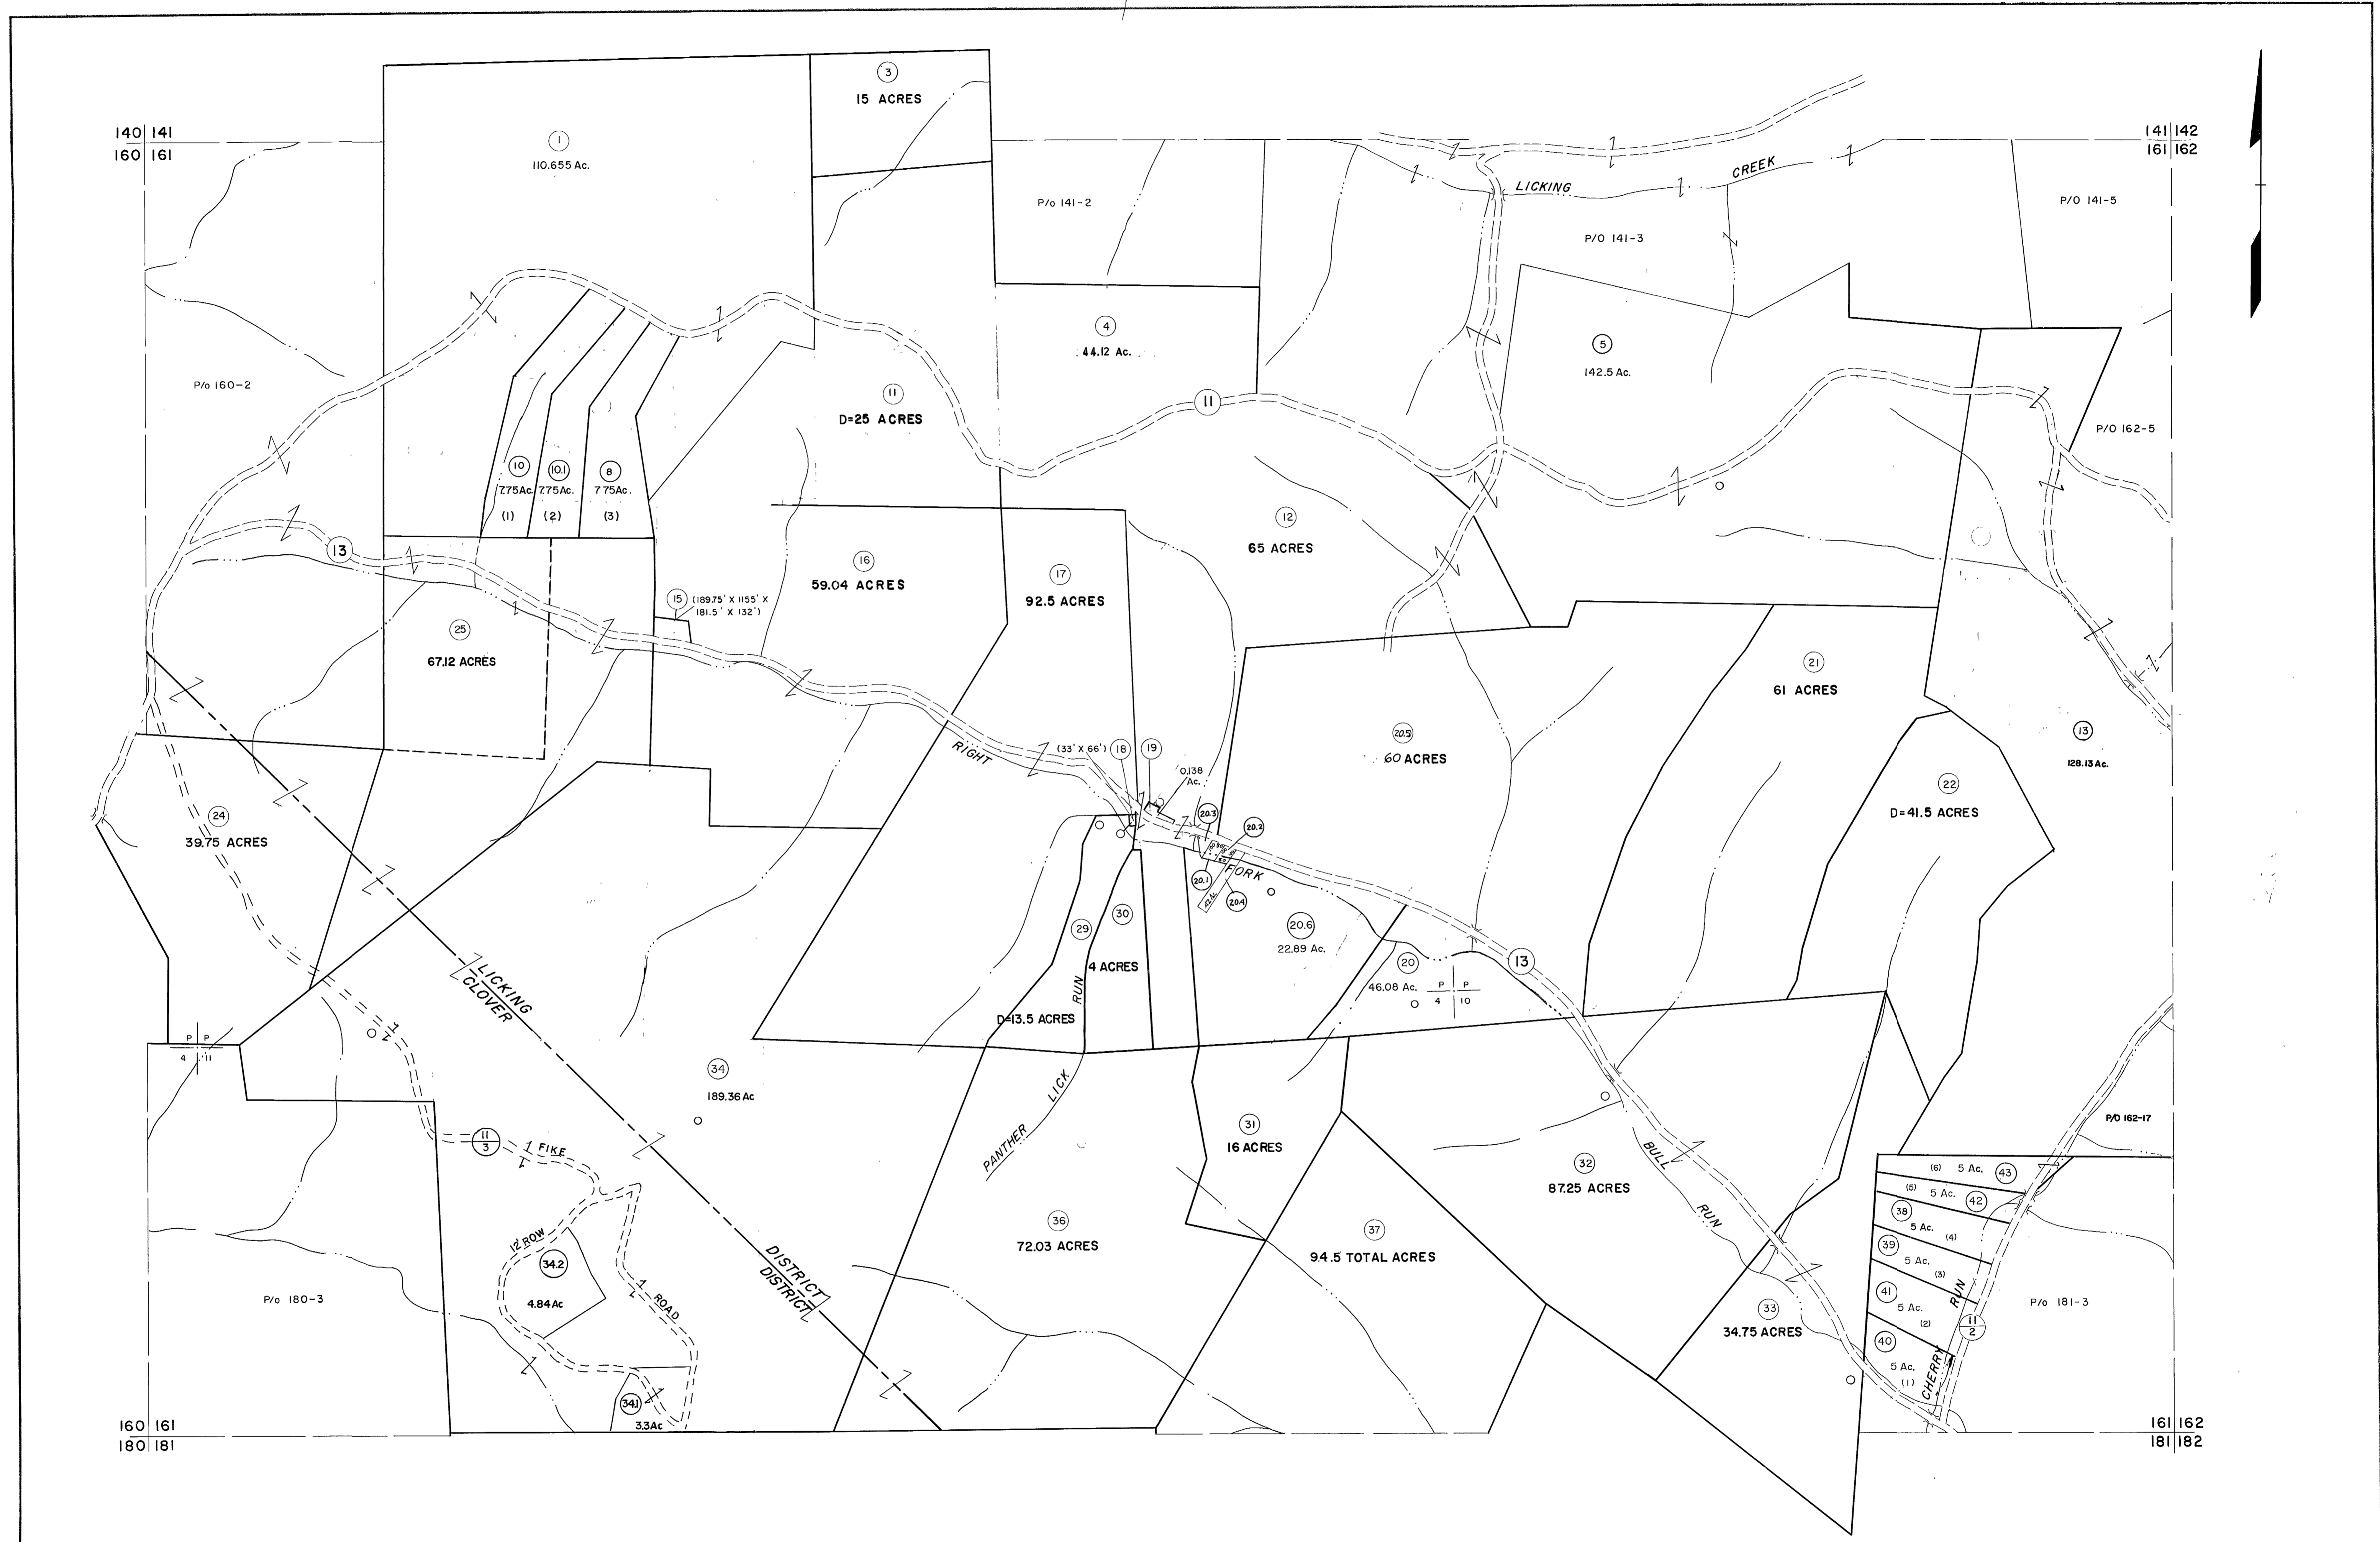 3
15 ACRES
140 141
160 161
1
110.655 Ac.
141 142
161 162
CREEK
LICKING
P/o 141-2
P/O 141-5
P/O 141-3
4
44.12 Ac.
5
142.5 Ac.
P/o 160-2
11
D=25 ACRES
11
P/O 162-5
10
7.75Ac.
(1)
10.1
7.75Ac.
(2)
8
7.75Ac.
(3)
12
65 ACRES
13
16
59.04 ACRES
17
92.5 ACRES
15
(189.75' X 1155' X
181.5' X 132')
25
67.12 ACRES
21
61 ACRES
13
128.13 Ac.
20.5
60 ACRES
RIGHT
(33' X 66')
18
19
0.138
Ac.
22
D=41.5 ACRES
24
39.75 ACRES
20.3
20.2
FORK
20.1
20.4
29
30
4 ACRES
RUN
D=13.5 ACRES
20.6
22.89 Ac.
20
46.08 Ac.
P P
4 10
13
LICKING
CLOVER
P P
4 11
34
189.36 Ac
LICK
PANTHER
31
16 ACRES
32
87.25 ACRES
BULL
RUN
P/O 162-17
11
3
FIKE
(6) 5 Ac. 43
(5) 5 Ac. 42
38
5 Ac. (4)
39
5 Ac. (3)
41
5 Ac. (2)
40
5 Ac.
(1)
RUN
CHERRY
11
2
36
72.03 ACRES
37
94.5 TOTAL ACRES
12' ROW
34.2
4.84Ac
ROAD
DISTRICT
DISTRICT
P/o 180-3
P/o 181-3
33
34.75 ACRES
34.1
3.3Ac
160 161
180 181
161 162
181 182